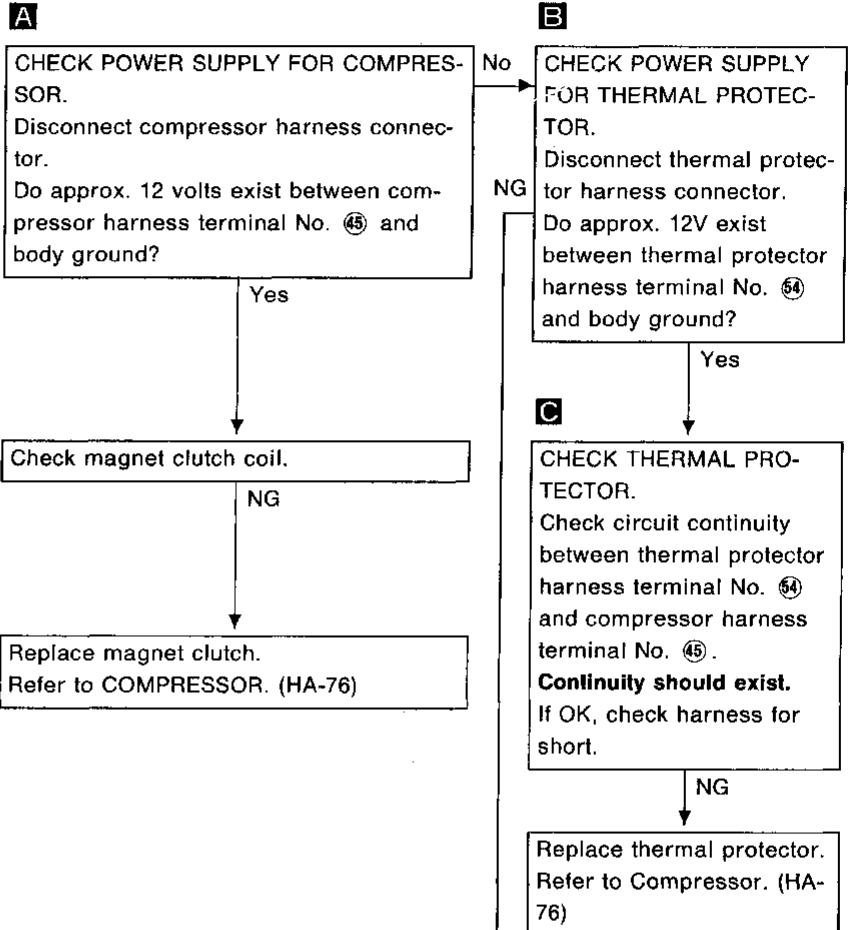 A
CHECK POWER SUPPLY FOR COMPRES-
SOR.
Disconnect compressor harness connec-
tor.
Do approx. 12 volts exist between com-
pressor harness terminal No. ㊺ and
body ground?
No
Yes
Check magnet clutch coil.
NG
Replace magnet clutch.
Refer to COMPRESSOR. (HA-76)
B
CHECK POWER SUPPLY
FOR THERMAL PROTEC-
TOR.
Disconnect thermal protec-
tor harness connector.
Do approx. 12V exist
between thermal protector
harness terminal No. (54)
and body ground?
NG
Yes
C
CHECK THERMAL PRO-
TECTOR.
Check circuit continuity
between thermal protector
harness terminal No. (54)
and compressor harness
terminal No. ㊺.
Continuity should exist.
If OK, check harness for
short.
NG
Replace thermal protector.
Refer to Compressor. (HA-
76)